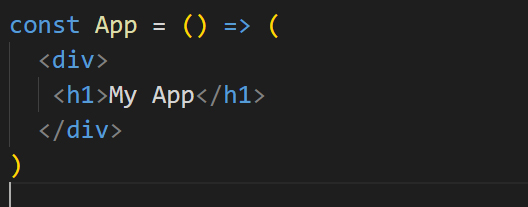 const App = () => (
  <div>
   <h1>My App</h1>
  </div>
)